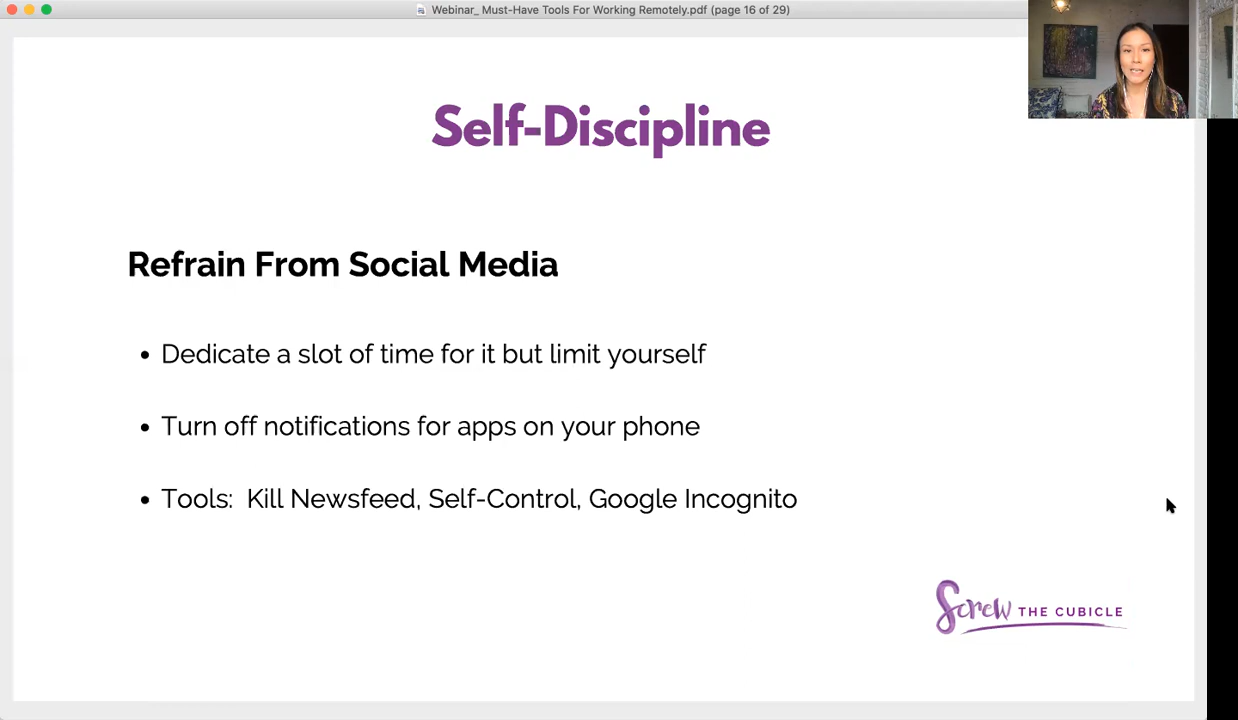 Webinar_ Must-Have Tools For Working Remotely.pdf (page 16 of 29)
Self-Discipline
Refrain From Social Media
• Dedicate a slot of time for it but limit yourself
• Turn off notifications for apps on your phone
• Tools:  Kill Newsfeed, Self-Control, Google Incognito
Screw THE CUBICLE